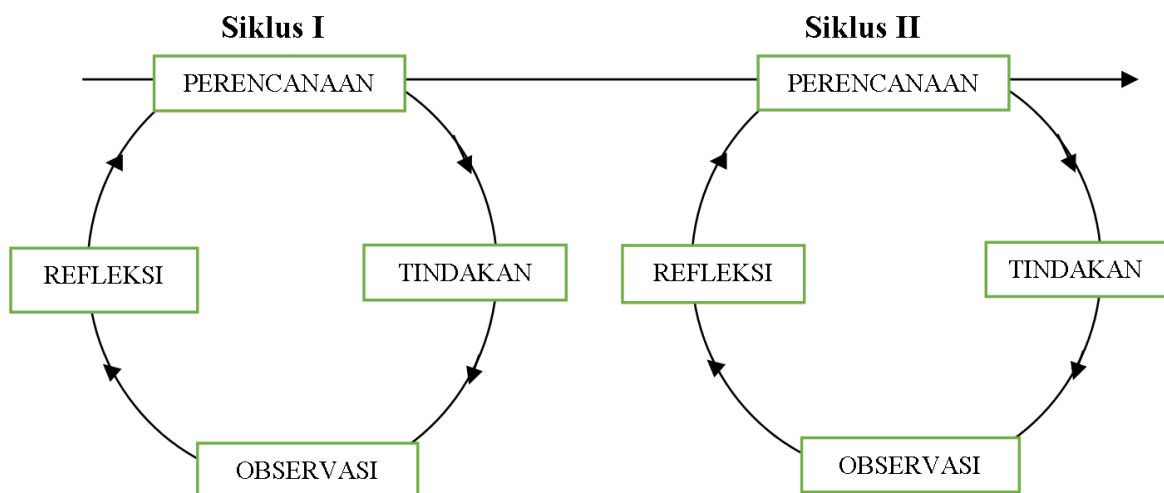 Siklus I
Siklus II
PERENCANAAN
PERENCANAAN
REFLEKSI
TINDAKAN
REFLEKSI
TINDAKAN
OBSERVASI
OBSERVASI